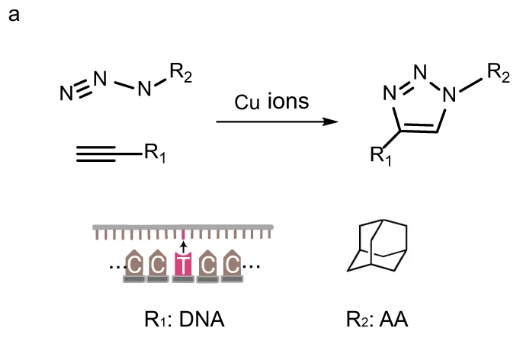 a
N≡N N R2
Cu ions
N N N R2
R1
R1
...C C T C C...
R1: DNA R2: AA